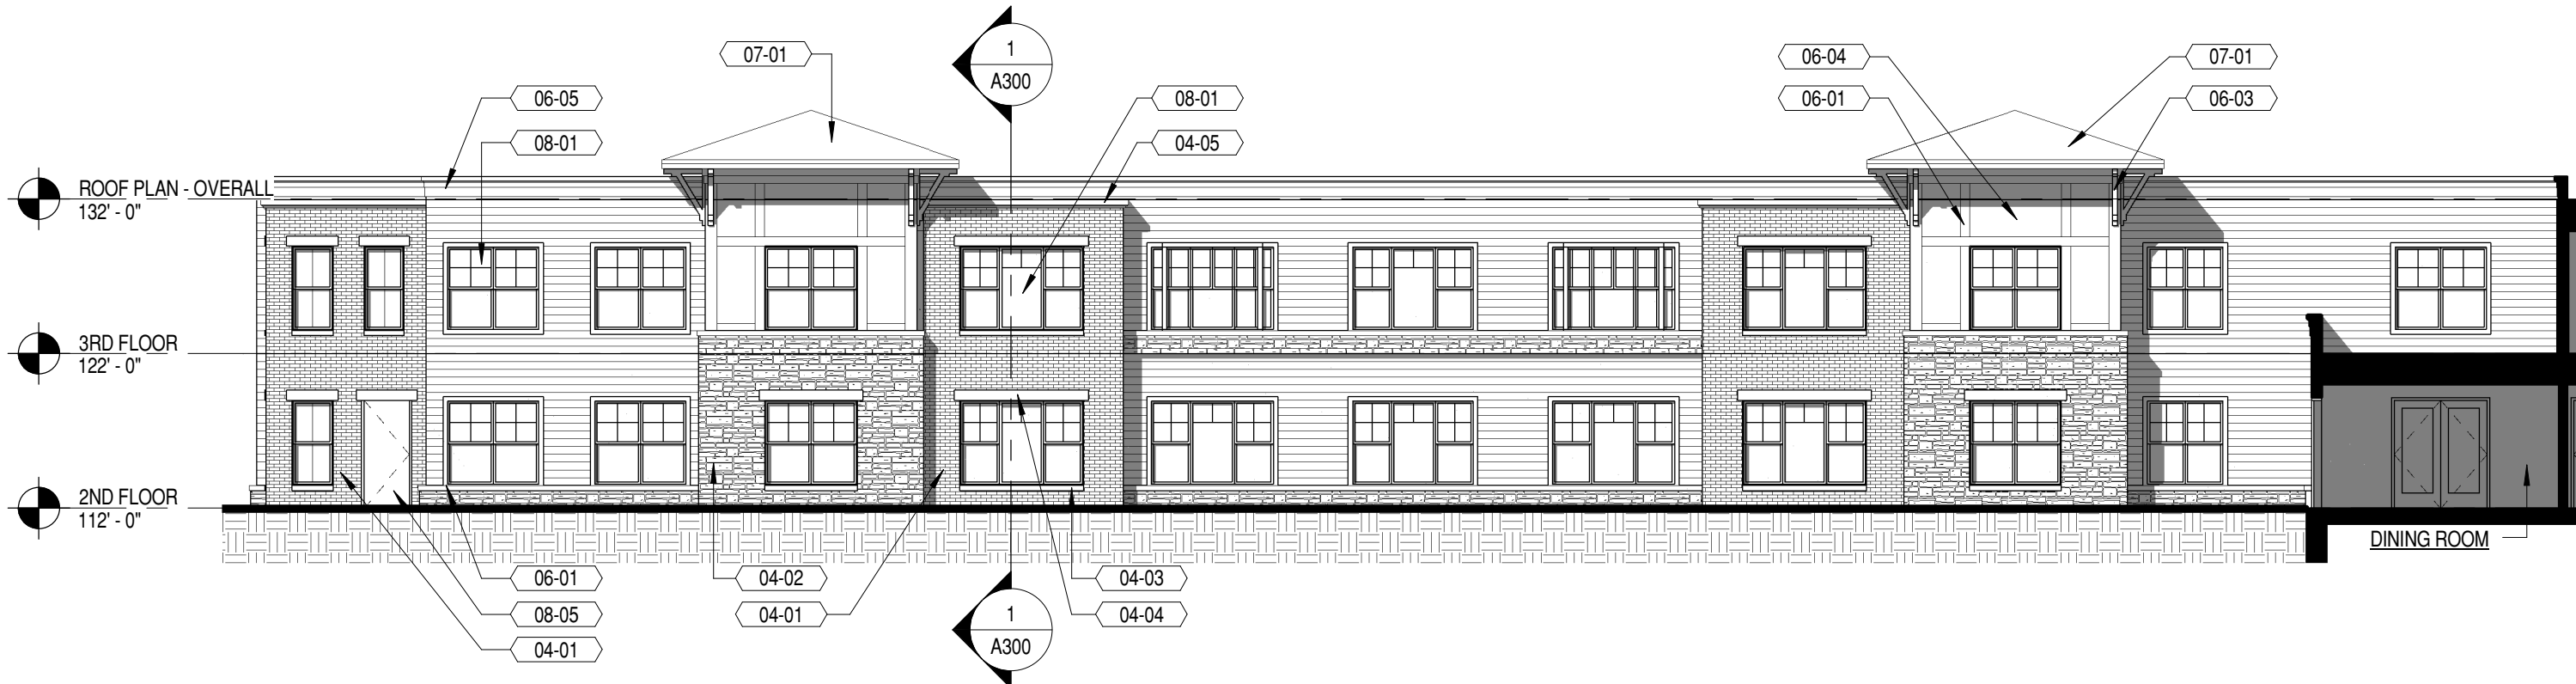 1
A300
07-01
06-04
07-01
06-05
08-01
06-01
06-03
08-01
04-05
ROOF PLAN - OVERALL
132' - 0"
3RD FLOOR
122' - 0"
2ND FLOOR
112' - 0"
DINING ROOM
06-01
04-02
04-03
08-05
04-01
04-04
1
A300
04-01